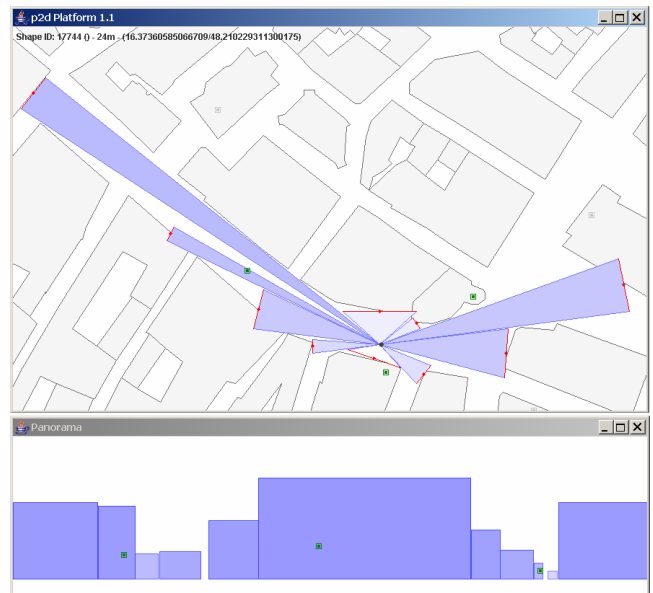 p2d Platform 1.1
Shape ID: 17744 () - 24m - (16.37360585066709/48.210229311300175)
Panorama